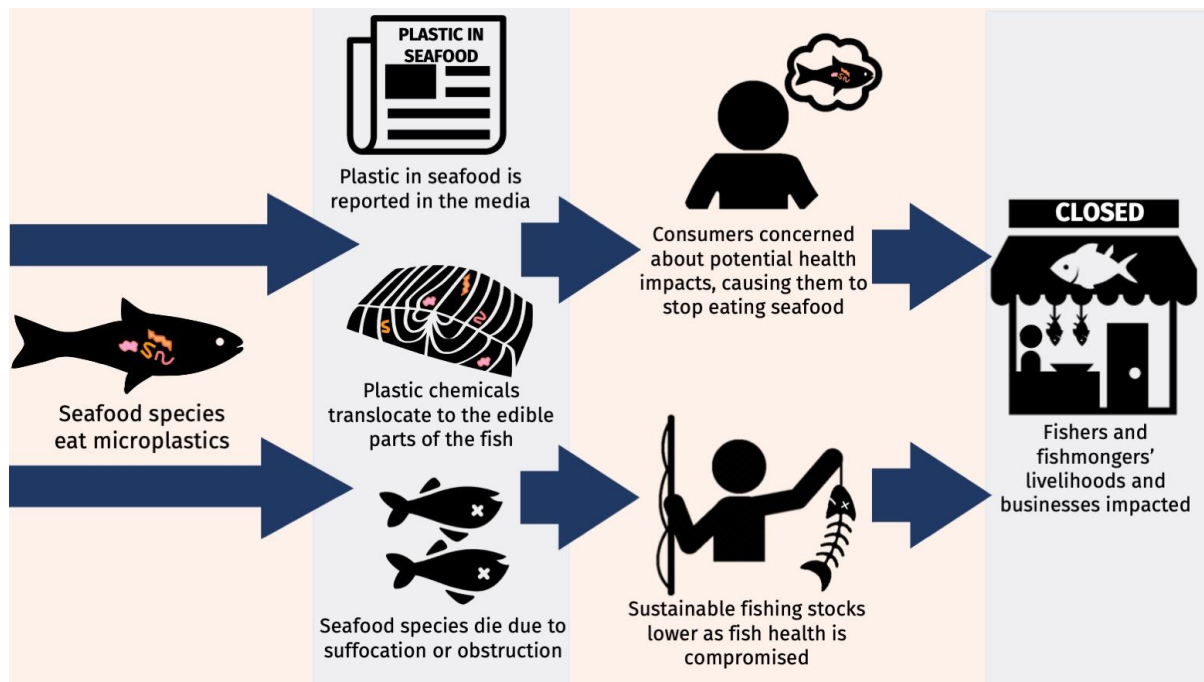 PLASTIC IN
SEAFOOD
Plastic in seafood is
reported in the media
Consumers concerned
about potential health
impacts, causing them to
stop eating seafood
CLOSED
Seafood species
eat microplastics
Plastic chemicals
translocate to the edible
parts of the fish
Fishers and
fishmongers’
livelihoods and
businesses impacted
Seafood species die due to
suffocation or obstruction
Sustainable fishing stocks
lower as fish health is
compromised